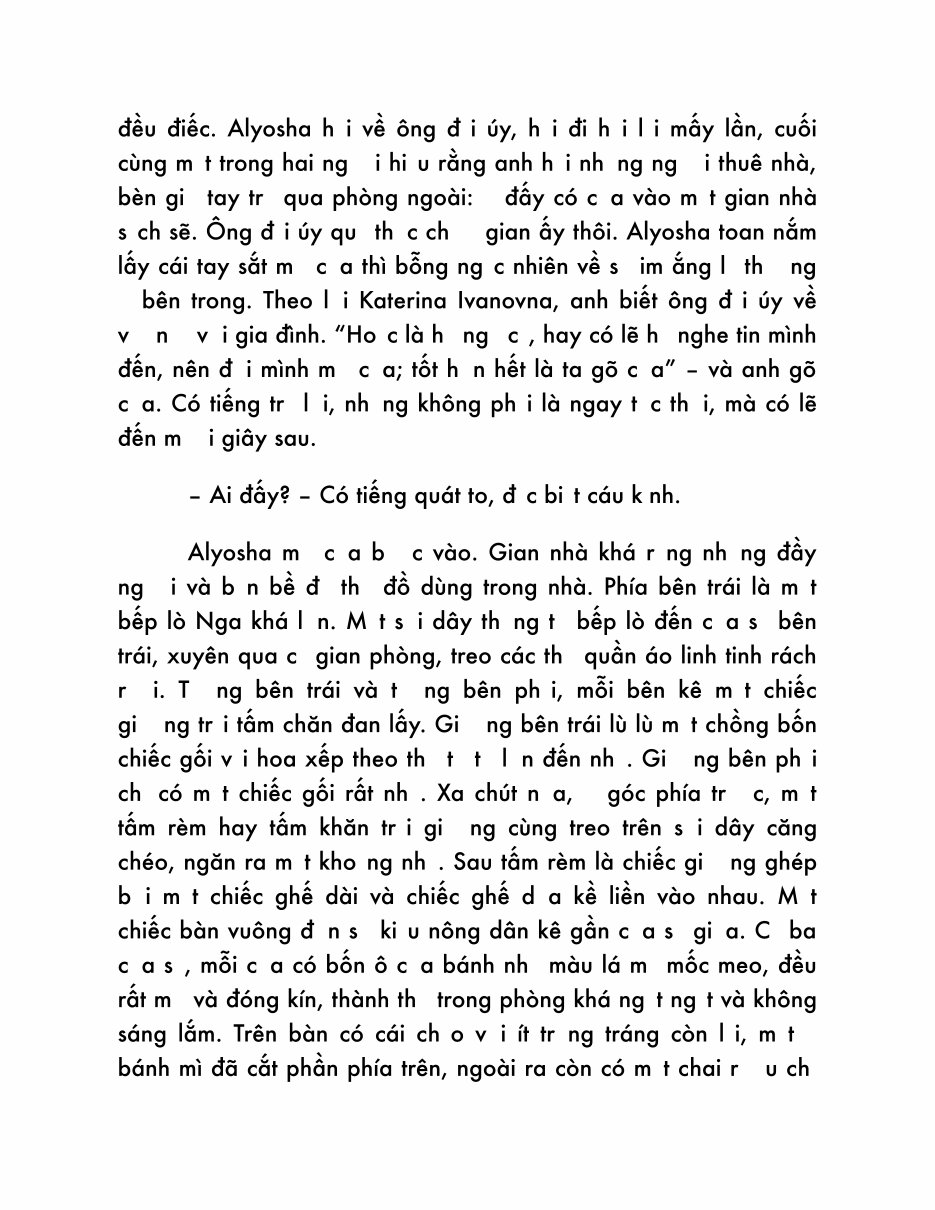 đều điếc. Alyosha h i về ông đ i úy, h i đi h i l i mấy lần, cuối
cùng m t trong hai ng i hi u rằng anh h i nh ng ng i thuê nhà,
bèn gi tay tr qua phòng ngoài: đấy có c a vào m t gian nhà
s ch sẽ. Ông đ i úy qu th c ch gian ấy thôi. Alyosha toan nắm
lấy cái tay sắt m c a thì bỗng ng c nhiên về s im ắng l th ng
bên trong. Theo l i Katerina Ivanovna, anh biết ông đ i úy về
v n v i gia đình. “Ho c là h ng c , hay có lẽ h nghe tin mình
đến, nên đ i mình m c a; tốt h n hết là ta gõ c a” – và anh gõ
c a. Có tiếng tr l i, nh ng không ph i là ngay t c th i, mà có lẽ
đến m i giây sau.
– Ai đấy? – Có tiếng quát to, đ c bi t cáu k nh.
Alyosha m c a b c vào. Gian nhà khá r ng nh ng đầy
ng i và b n bề đ th đồ dùng trong nhà. Phía bên trái là m t
bếp lò Nga khá l n. M t s i dây th ng t bếp lò đến c a s bên
trái, xuyên qua c gian phòng, treo các th quần áo linh tinh rách
r i. T ng bên trái và t ng bên ph i, mỗi bên kê m t chiếc
gi ng tr i tấm chăn đan lấy. Gi ng bên trái lù lù m t chồng bốn
chiếc gối v i hoa xếp theo th t t l n đến nh . Gi ng bên ph i
ch có m t chiếc gối rất nh . Xa chút n a, góc phía tr c, m t
tấm rèm hay tấm khăn tr i gi ng cùng treo trên s i dây căng
chéo, ngăn ra m t kho ng nh . Sau tấm rèm là chiếc gi ng ghép
b i m t chiếc ghế dài và chiếc ghế d a kề liền vào nhau. M t
chiếc bàn vuông đ n s ki u nông dân kê gần c a s gi a. C ba
c a s , mỗi c a có bốn ô c a bánh nh màu lá m mốc meo, đều
rất m và đóng kín, thành th trong phòng khá ng t ng t và không
sáng lắm. Trên bàn có cái ch o v i ít tr ng tráng còn l i, m t
bánh mì đã cắt phần phía trên, ngoài ra còn có m t chai r u ch